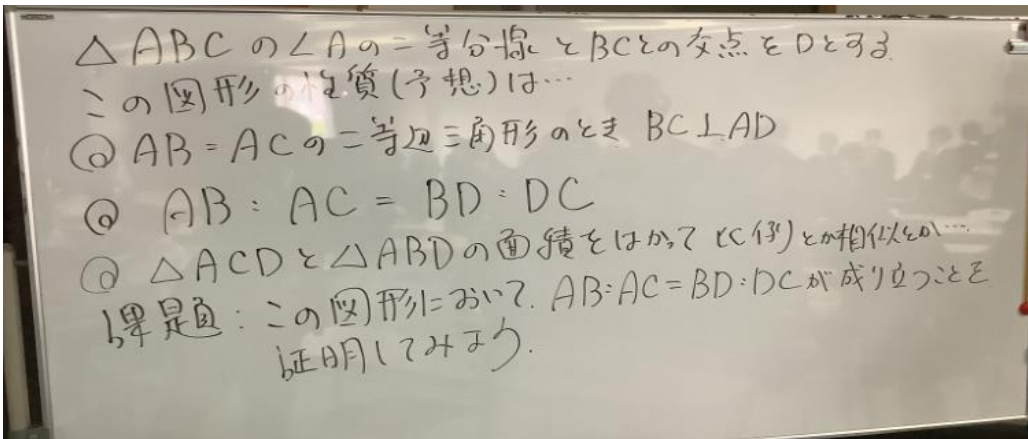 △ABCの∠Aの二等分線とBCとの交点をDとする
この図形の性質(予想)は…
◎ AB=ACの二等辺三角形のとき BC⊥AD
◎ AB:AC=BD:DC
◎ △ACDと△ABDの面積をはかって とか相似とか…
課題:この図形において、AB:AC=BD:DCが成り立つことを
証明してみよう.